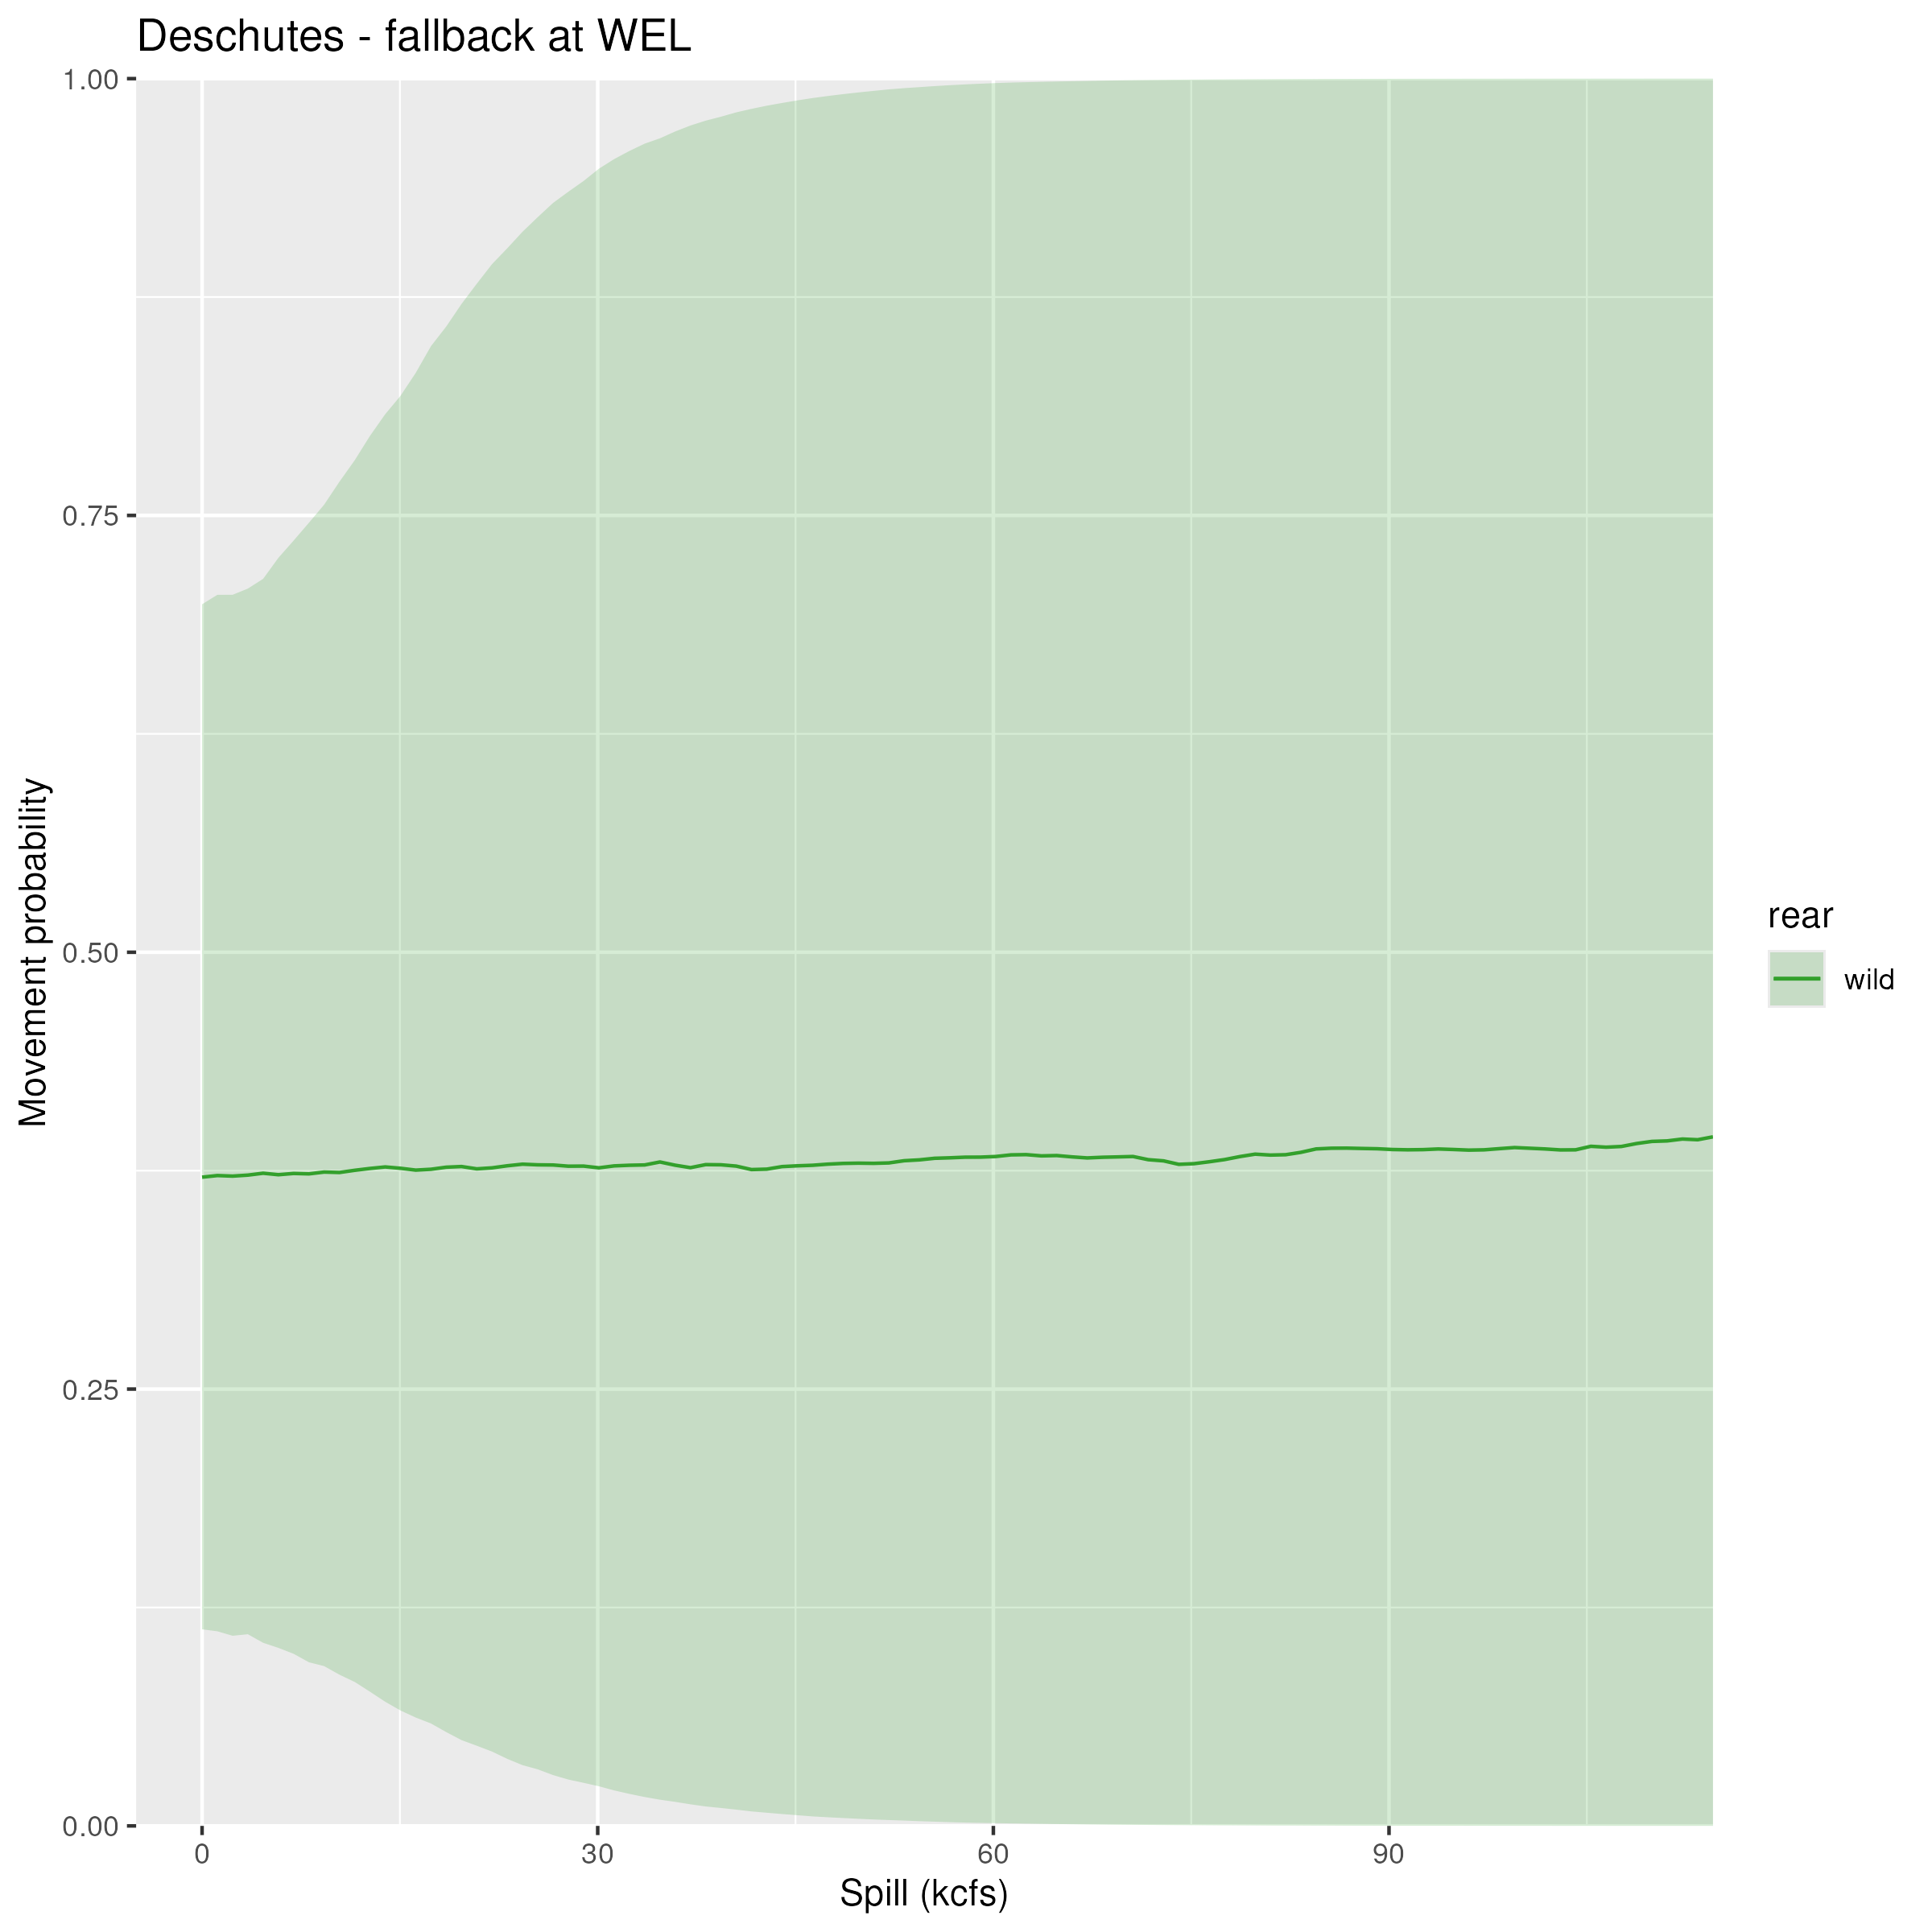 Deschutes - fallback at WEL
1.00
0.75
0.50
0.25
0.00
Movement probability
0
30
60
90
Spill (kcfs)
rear
wild